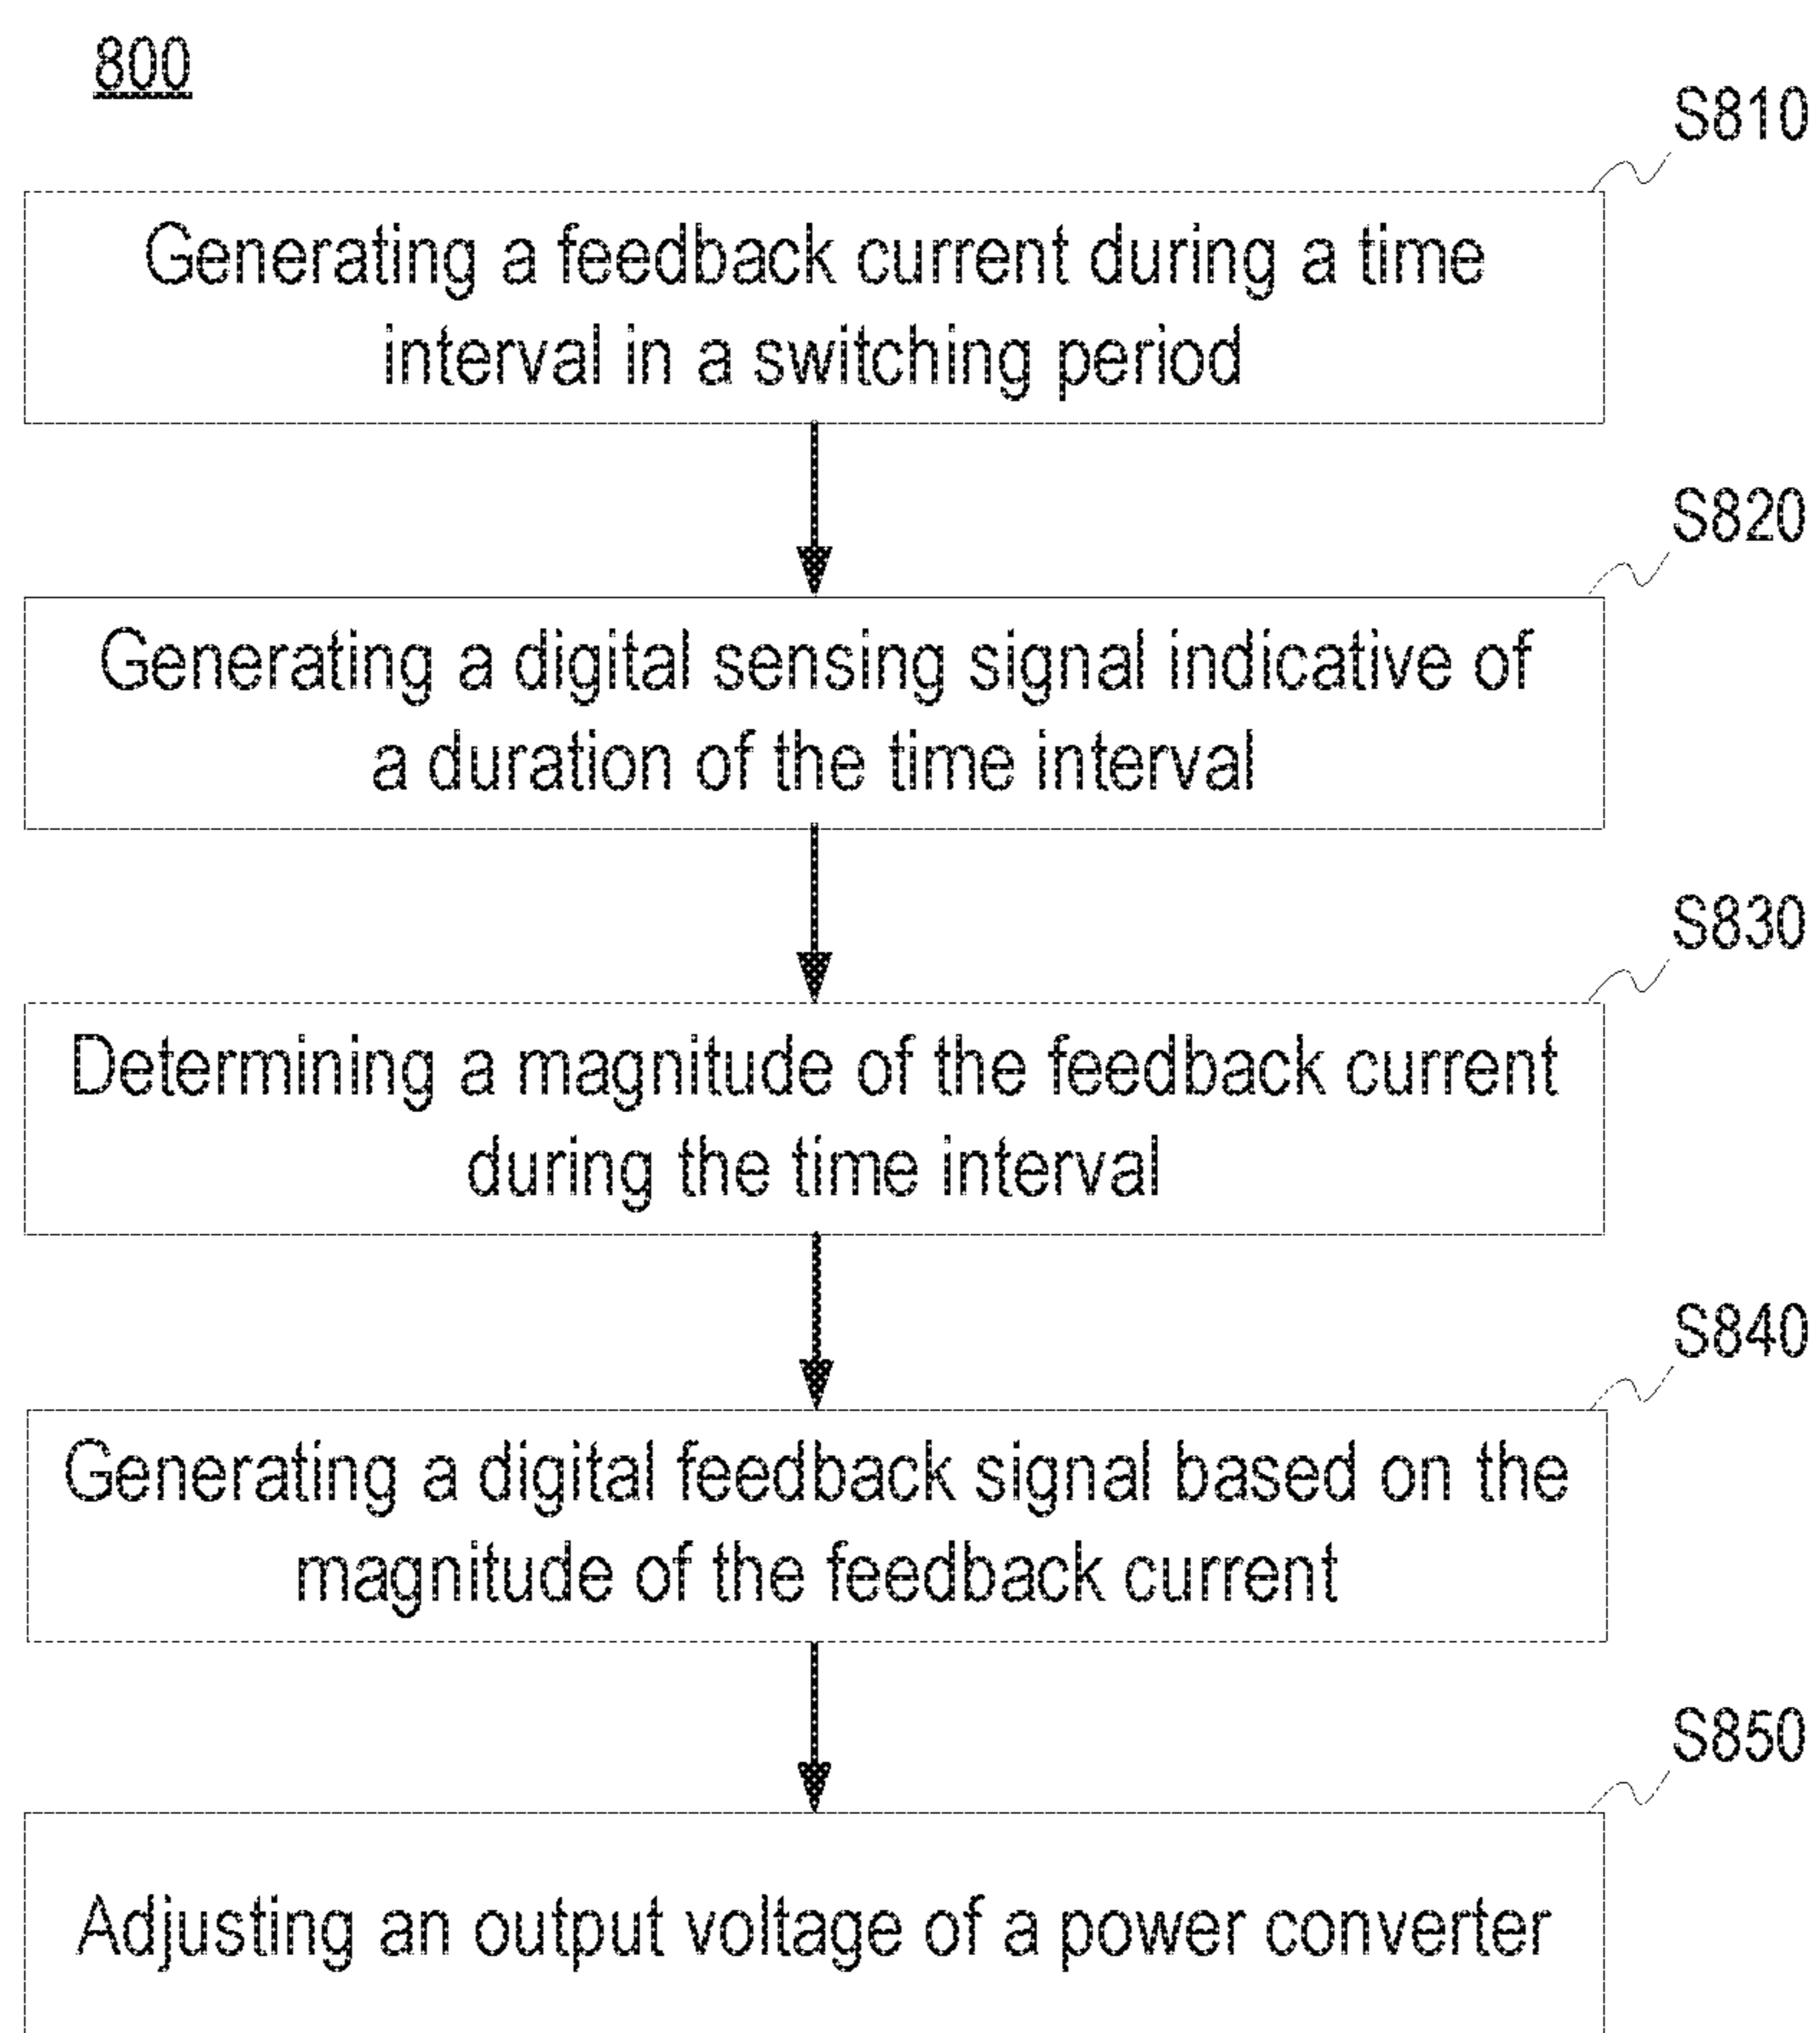 800
S810
Generating a feedback current during a time
interval in a switching period
S820
Generating a digital sensing signal indicative of
a duration of the time interval
S830
Determining a magnitude of the feedback current
during the time interval
S840
Generating a digital feedback signal based on the
magnitude of the feedback current
S850
Adjusting an output voltage of a power converter